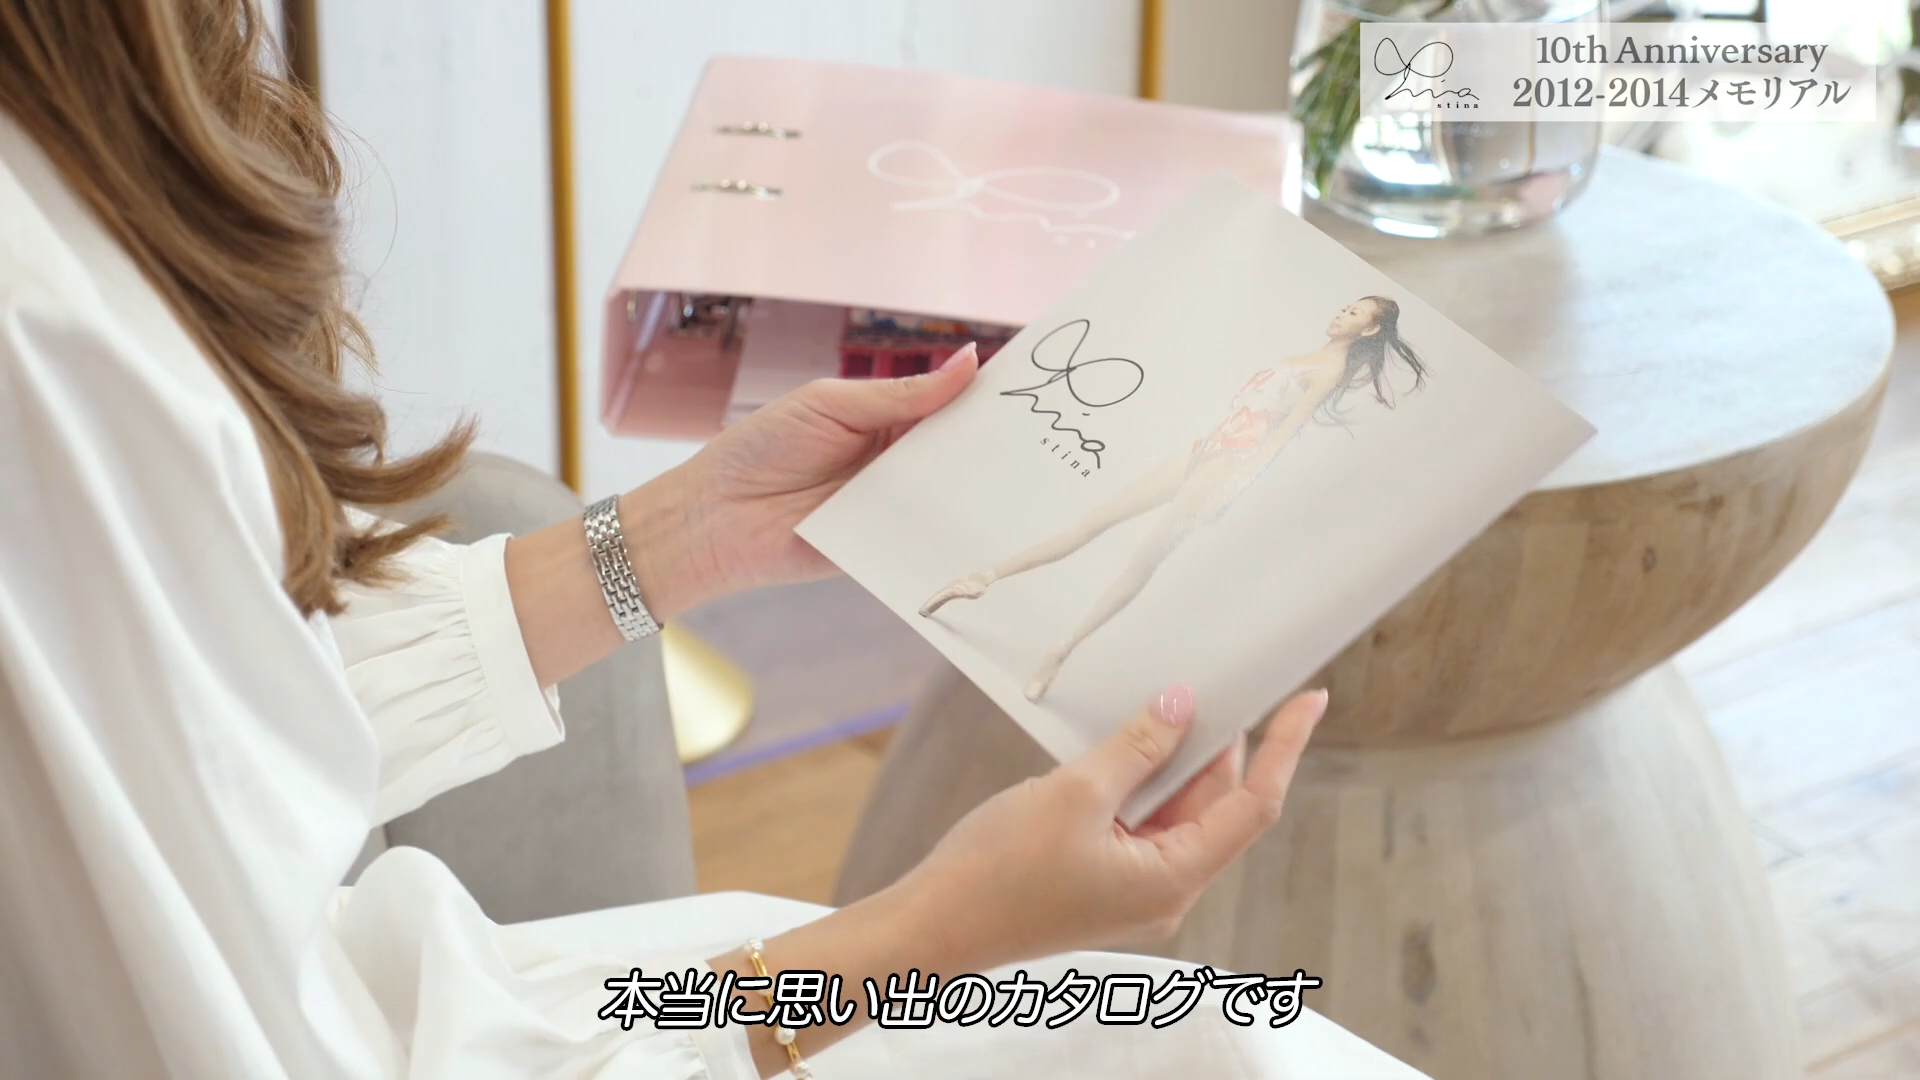 stina
10th Anniversary
2012-2014メモリアル
stina
本当に思い出のカタログです